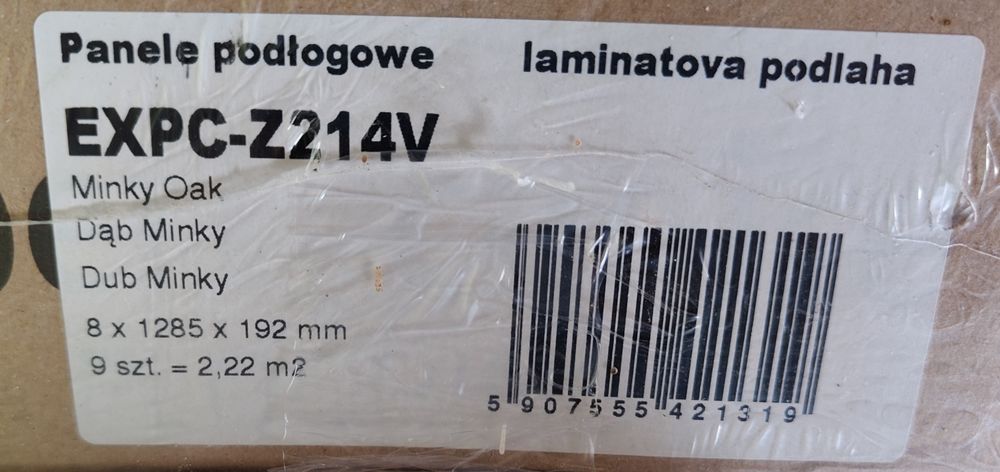 Panele podłogowe
laminatova podlaha
EXPC-Z214V
Minky Oak
Dąb Minky
Dub Minky
8 x 1285 x 192 mm
9 szt. = 2,22 m2
5 907555 421319